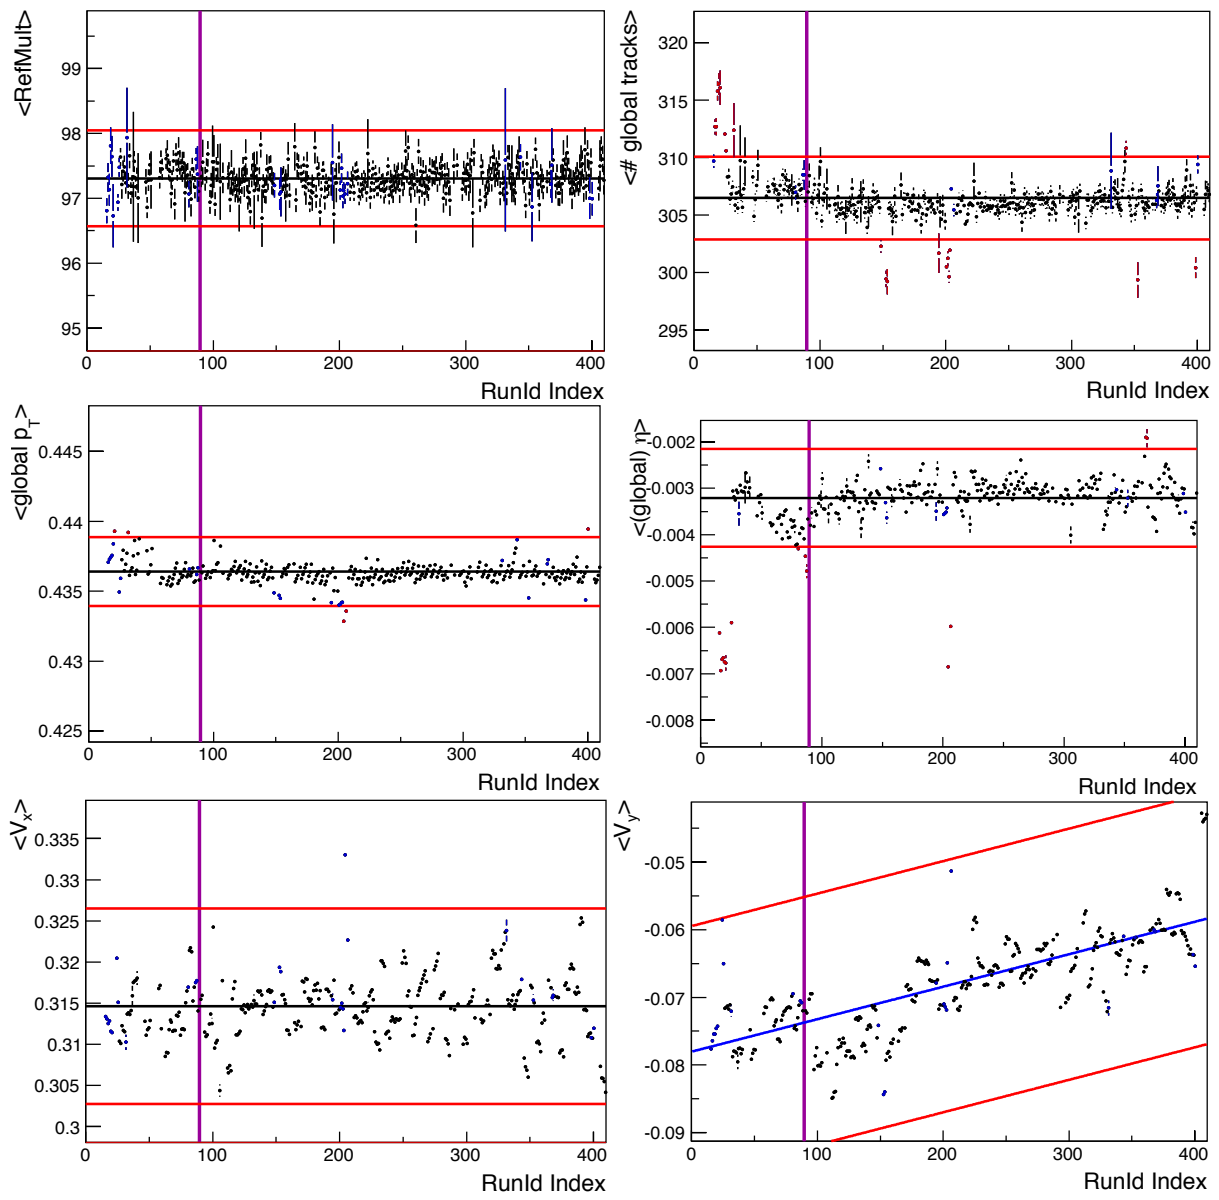 <RefMult>
99
98
97
96
95
0 100 200 300 400
RunId Index
<# global tracks>
320
315
310
305
300
295
0 100 200 300 400
RunId Index
<global p_T>
0.445
0.44
0.435
0.43
0.425
0 100 200 300 400
RunId Index
<(global) η>
-0.002
-0.003
-0.004
-0.005
-0.006
-0.007
-0.008
0 100 200 300 400
RunId Index
<V_x>
0.335
0.33
0.325
0.32
0.315
0.31
0.305
0.3
0 100 200 300 400
RunId Index
<V_y>
-0.05
-0.06
-0.07
-0.08
-0.09
0 100 200 300 400
RunId Index